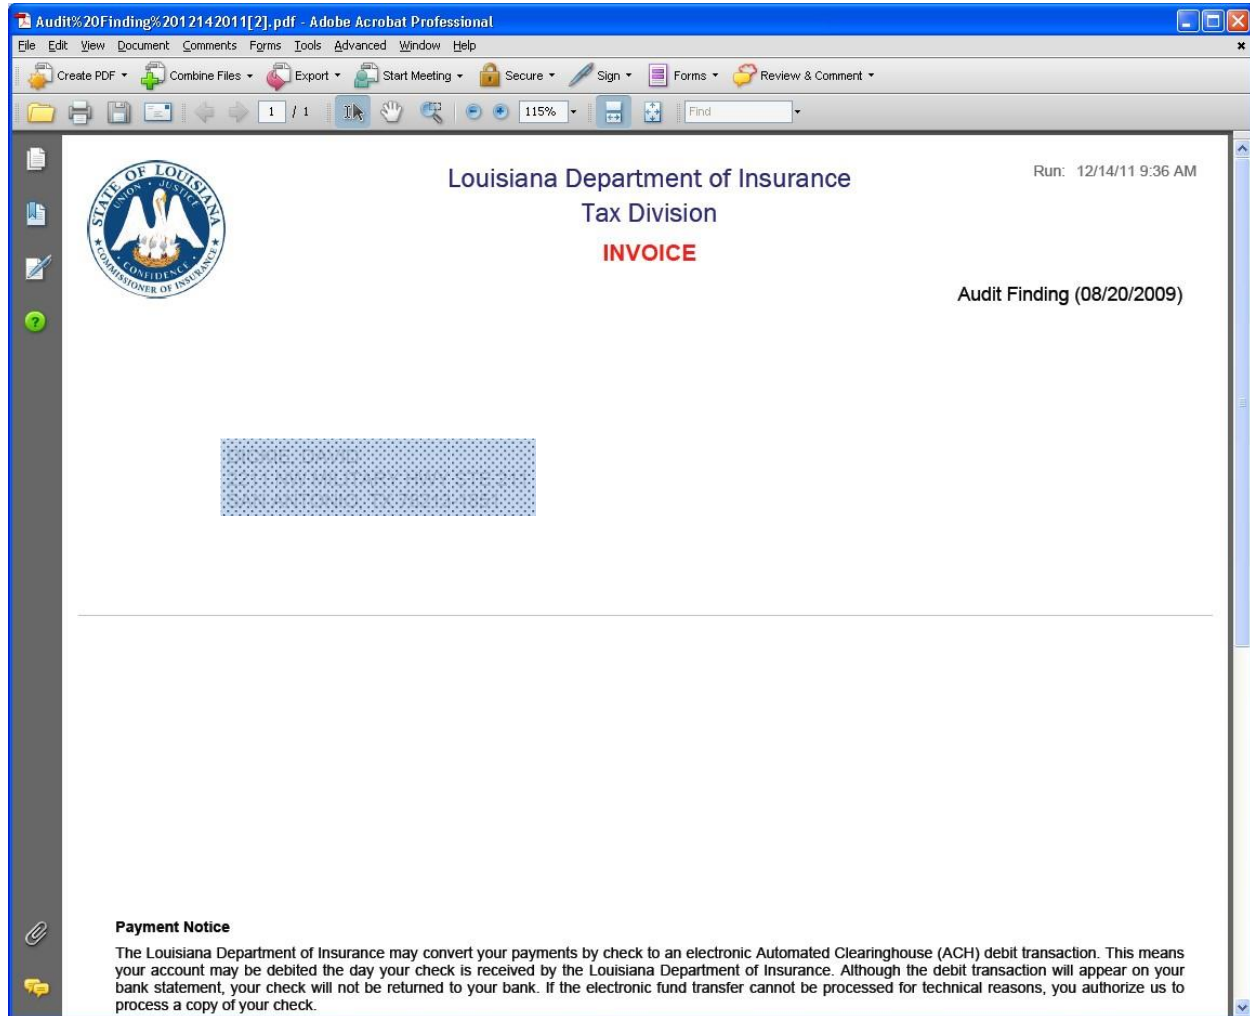 Audit%20Finding%2012142011[2].pdf - Adobe Acrobat Professional
File Edit View Document Comments Forms Tools Advanced Window Help
Create PDF Combine Files Export Start Meeting Secure Sign Forms Review & Comment
1 / 1 115% Find
STATE OF LOUISIANA
UNION · JUSTICE
CONFIDENCE
COMMISSIONER OF INSURANCE
Louisiana Department of Insurance
Run: 12/14/11 9:36 AM
Tax Division
INVOICE
Audit Finding (08/20/2009)
Payment Notice
The Louisiana Department of Insurance may convert your payments by check to an electronic Automated Clearinghouse (ACH) debit transaction. This means
your account may be debited the day your check is received by the Louisiana Department of Insurance. Although the debit transaction will appear on your
bank statement, your check will not be returned to your bank. If the electronic fund transfer cannot be processed for technical reasons, you authorize us to
process a copy of your check.